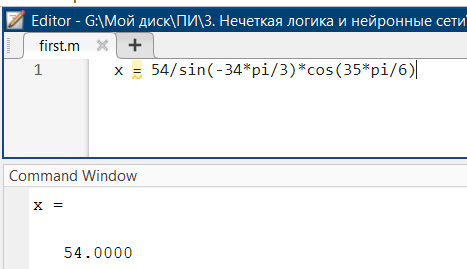 Editor - G:\Мой диск\ПИ\3. Нечеткая логика и нейронные сети\
first.m
1 x = 54/sin(-34*pi/3)*cos(35*pi/6)
Command Window
x =
54.0000